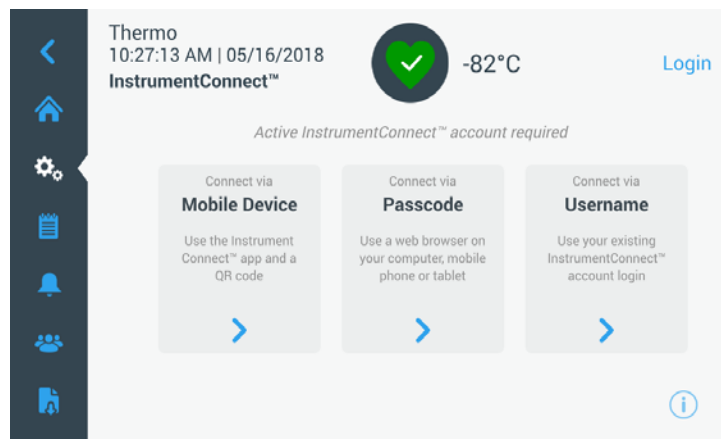 Thermo
10:27:13 AM | 05/16/2018
InstrumentConnect™
-82°C
Login
Active InstrumentConnect™ account required
Connect via
Mobile Device
Use the Instrument
Connect™ app and a
QR code
Connect via
Passcode
Use a web browser on
your computer, mobile
phone or tablet
Connect via
Username
Use your existing
InstrumentConnect™
account login